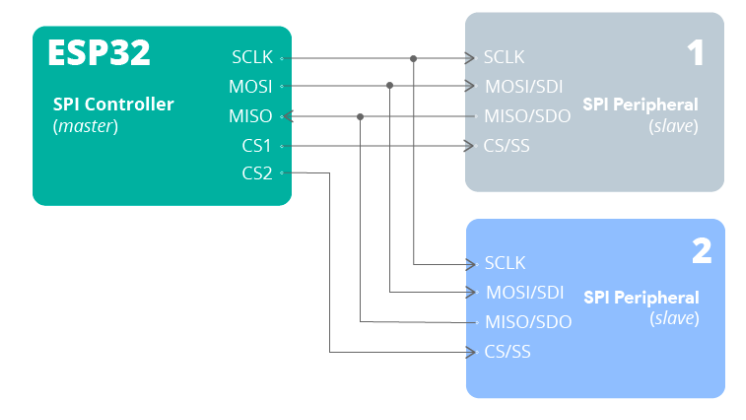 ESP32
SPI Controller
(master)
SCLK
MOSI
MISO
CS1
CS2
1
SCLK
MOSI/SDI
MISO/SDO
CS/SS
SPI Peripheral
(slave)
2
SCLK
MOSI/SDI
MISO/SDO
CS/SS
SPI Peripheral
(slave)